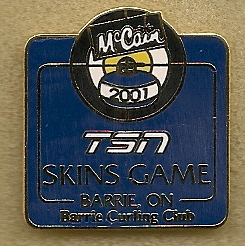 McCain
2001
TSN
SKINS GAME
BARRIE, ON
Barrie Curling Club